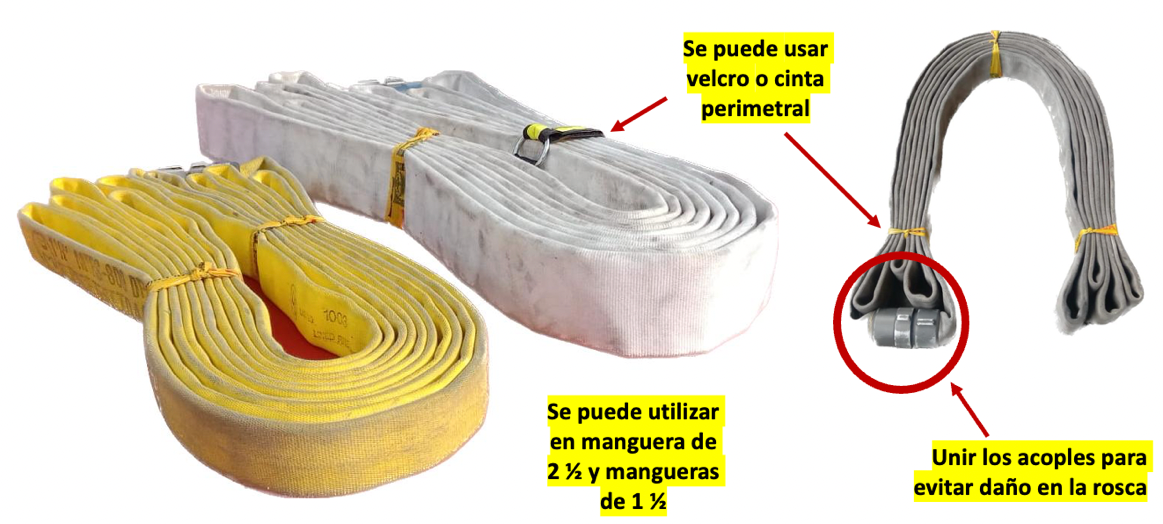 Se puede usar
velcro o cinta
perimetral
1003
Se puede utilizar
en manguera de
2 ½ y mangueras
de 1 ½
Unir los acoples para
evitar daño en la rosca